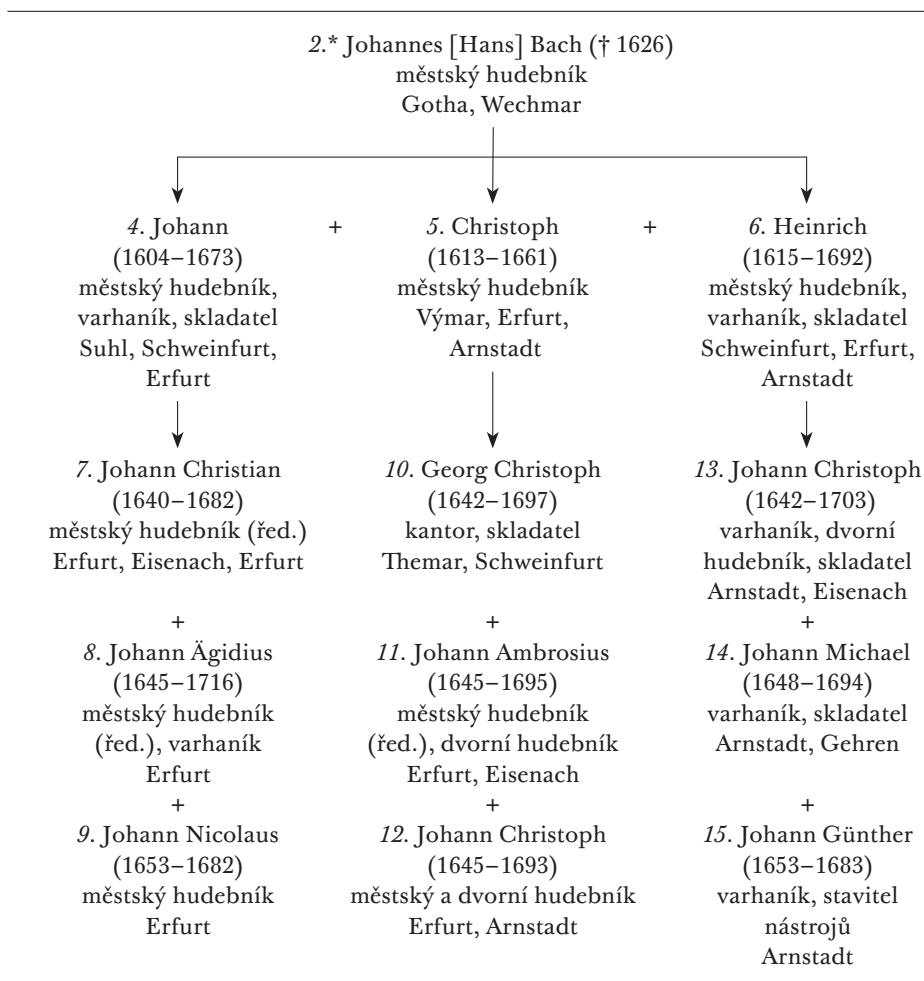 2.* Johannes [Hans] Bach († 1626)
městský hudebník
Gotha, Wechmar
4. Johann
(1604–1673)
městský hudebník,
varhaník, skladatel
Suhl, Schweinfurt,
Erfurt
+
5. Christoph
(1613–1661)
městský hudebník
Výmar, Erfurt,
Arnstadt
+
6. Heinrich
(1615–1692)
městský hudebník,
varhaník, skladatel
Schweinfurt, Erfurt,
Arnstadt
7. Johann Christian
(1640–1682)
městský hudebník (řed.)
Erfurt, Eisenach, Erfurt
+
8. Johann Ägidius
(1645–1716)
městský hudebník
(řed.), varhaník
Erfurt
+
9. Johann Nicolaus
(1653–1682)
městský hudebník
Erfurt
10. Georg Christoph
(1642–1697)
kantor, skladatel
Themar, Schweinfurt
+
11. Johann Ambrosius
(1645–1695)
městský hudebník
(řed.), dvorní hudebník
Erfurt, Eisenach
+
12. Johann Christoph
(1645–1693)
městský a dvorní hudebník
Erfurt, Arnstadt
13. Johann Christoph
(1642–1703)
varhaník, dvorní
hudebník, skladatel
Arnstadt, Eisenach
+
14. Johann Michael
(1648–1694)
varhaník, skladatel
Arnstadt, Gehren
+
15. Johann Günther
(1653–1683)
varhaník, stavitel
nástrojů
Arnstadt